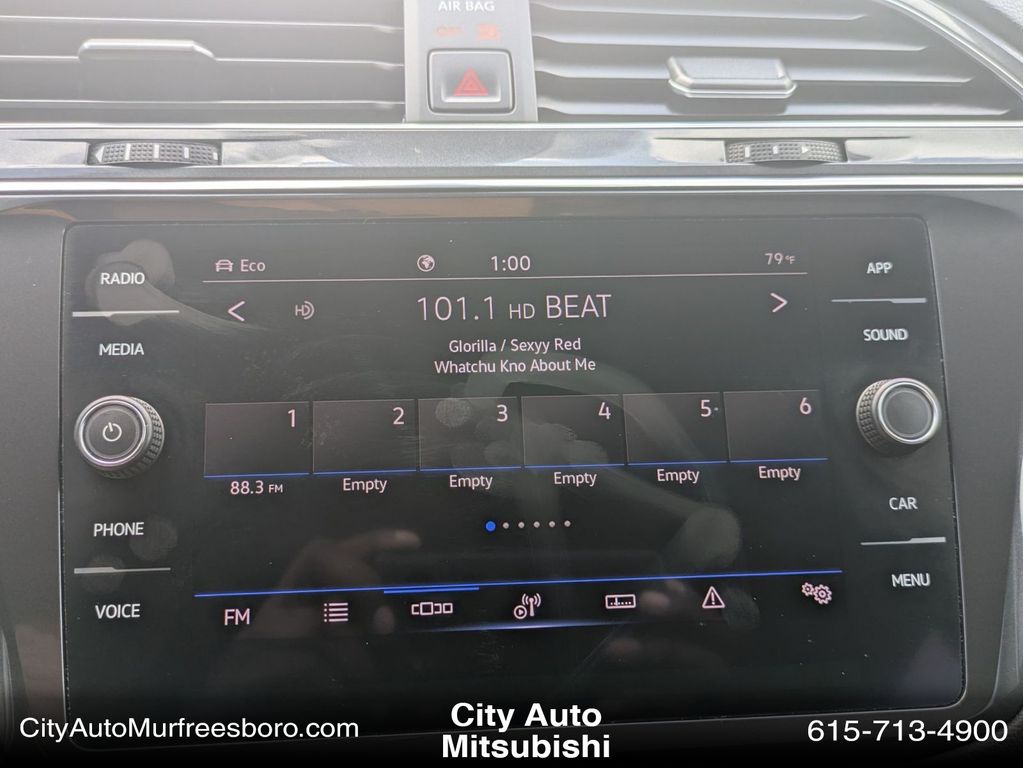 AIR BAG
OFF
RADIO
Eco
1:00
79°F
APP
101.1 HD BEAT
HD
SOUND
MEDIA
Glorilla / Sexyy Red
Whatchu Kno About Me
1
2
3
4
5
6
88.3 FM
Empty
Empty
Empty
Empty
Empty
CAR
PHONE
MENU
VOICE
FM
CityAutoMurfreesboro.com
City Auto
Mitsubishi
615-713-4900